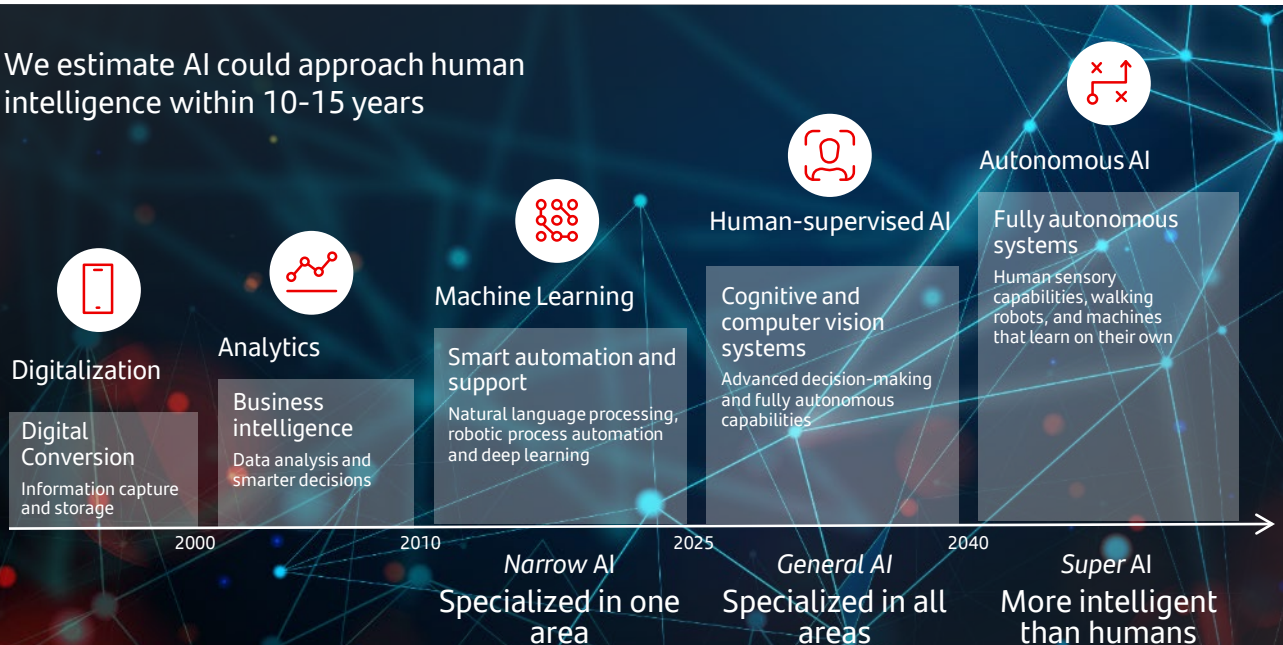 We estimate AI could approach human
intelligence within 10-15 years
Digitalization
Digital
Conversion
Information capture
and storage
Analytics
Business
intelligence
Data analysis and
smarter decisions
Machine Learning
Smart automation and
support
Natural language processing,
robotic process automation
and deep learning
Human-supervised AI
Cognitive and
computer vision
systems
Advanced decision-making
and fully autonomous
capabilities
Autonomous AI
Fully autonomous
systems
Human sensory
capabilities, walking
robots, and machines
that learn on their own
2000
2010
2025
2040
Narrow AI
Specialized in one
area
General AI
Specialized in all
areas
Super AI
More intelligent
than humans